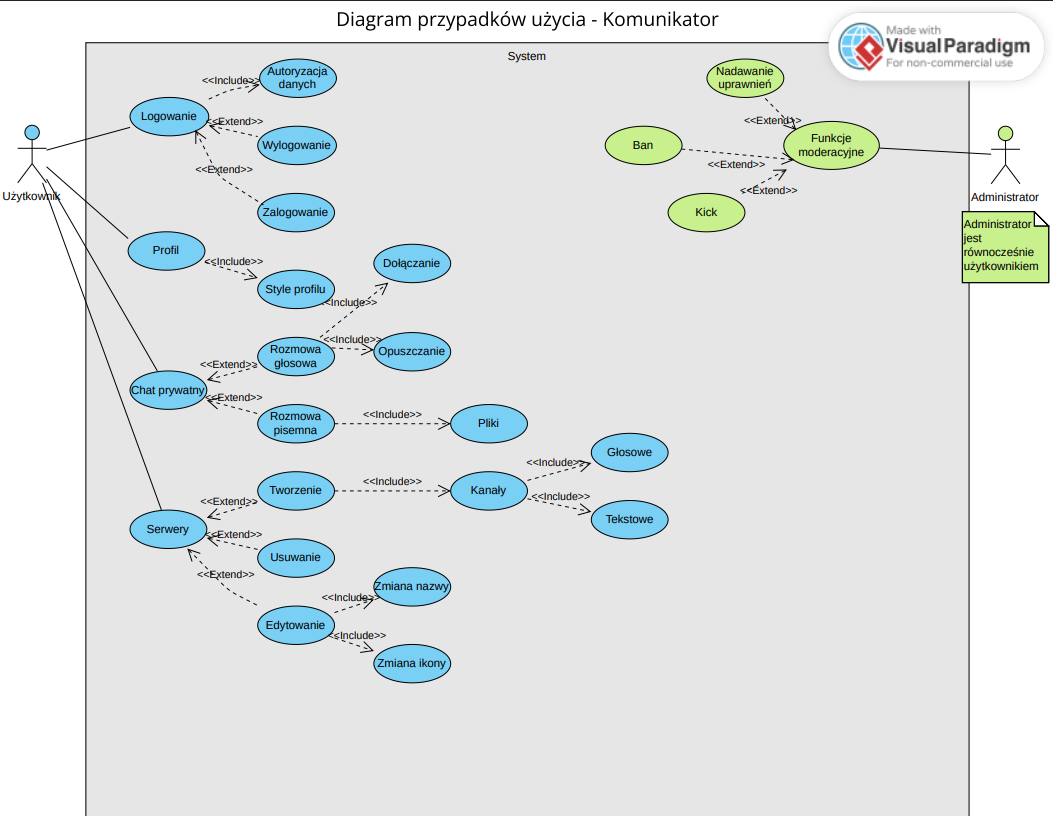 Diagram przypadków użycia - Komunikator
Made with
Visual Paradigm
For non-commercial use
System
Autoryzacja
danych
<<Include>>
Logowanie
<<Extend>>
Wylogowanie
<<Extend>>
Zalogowanie
Użytkownik
Nadawanie
uprawnień
<<Extend>>
Ban
Funkcje
moderacyjne
<<Extend>>
<<Extend>>
Kick
Administrator
Administrator
jest
równocześnie
użytkownikiem
Profil
<<Include>>
Style profilu
Dołączanie
<<Include>>
<<Include>>
Rozmowa
głosowa
Opuszczanie
<<Extend>>
Chat prywatny
<<Extend>>
Rozmowa
pisemna
<<Include>>
Pliki
Głosowe
<<Include>>
Tworzenie
<<Include>>
Kanały
<<Include>>
Tekstowe
<<Extend>>
Serwery
<<Extend>>
Usuwanie
<<Extend>>
Zmiana nazwy
<<Include>>
Edytowanie
<<Include>>
Zmiana ikony